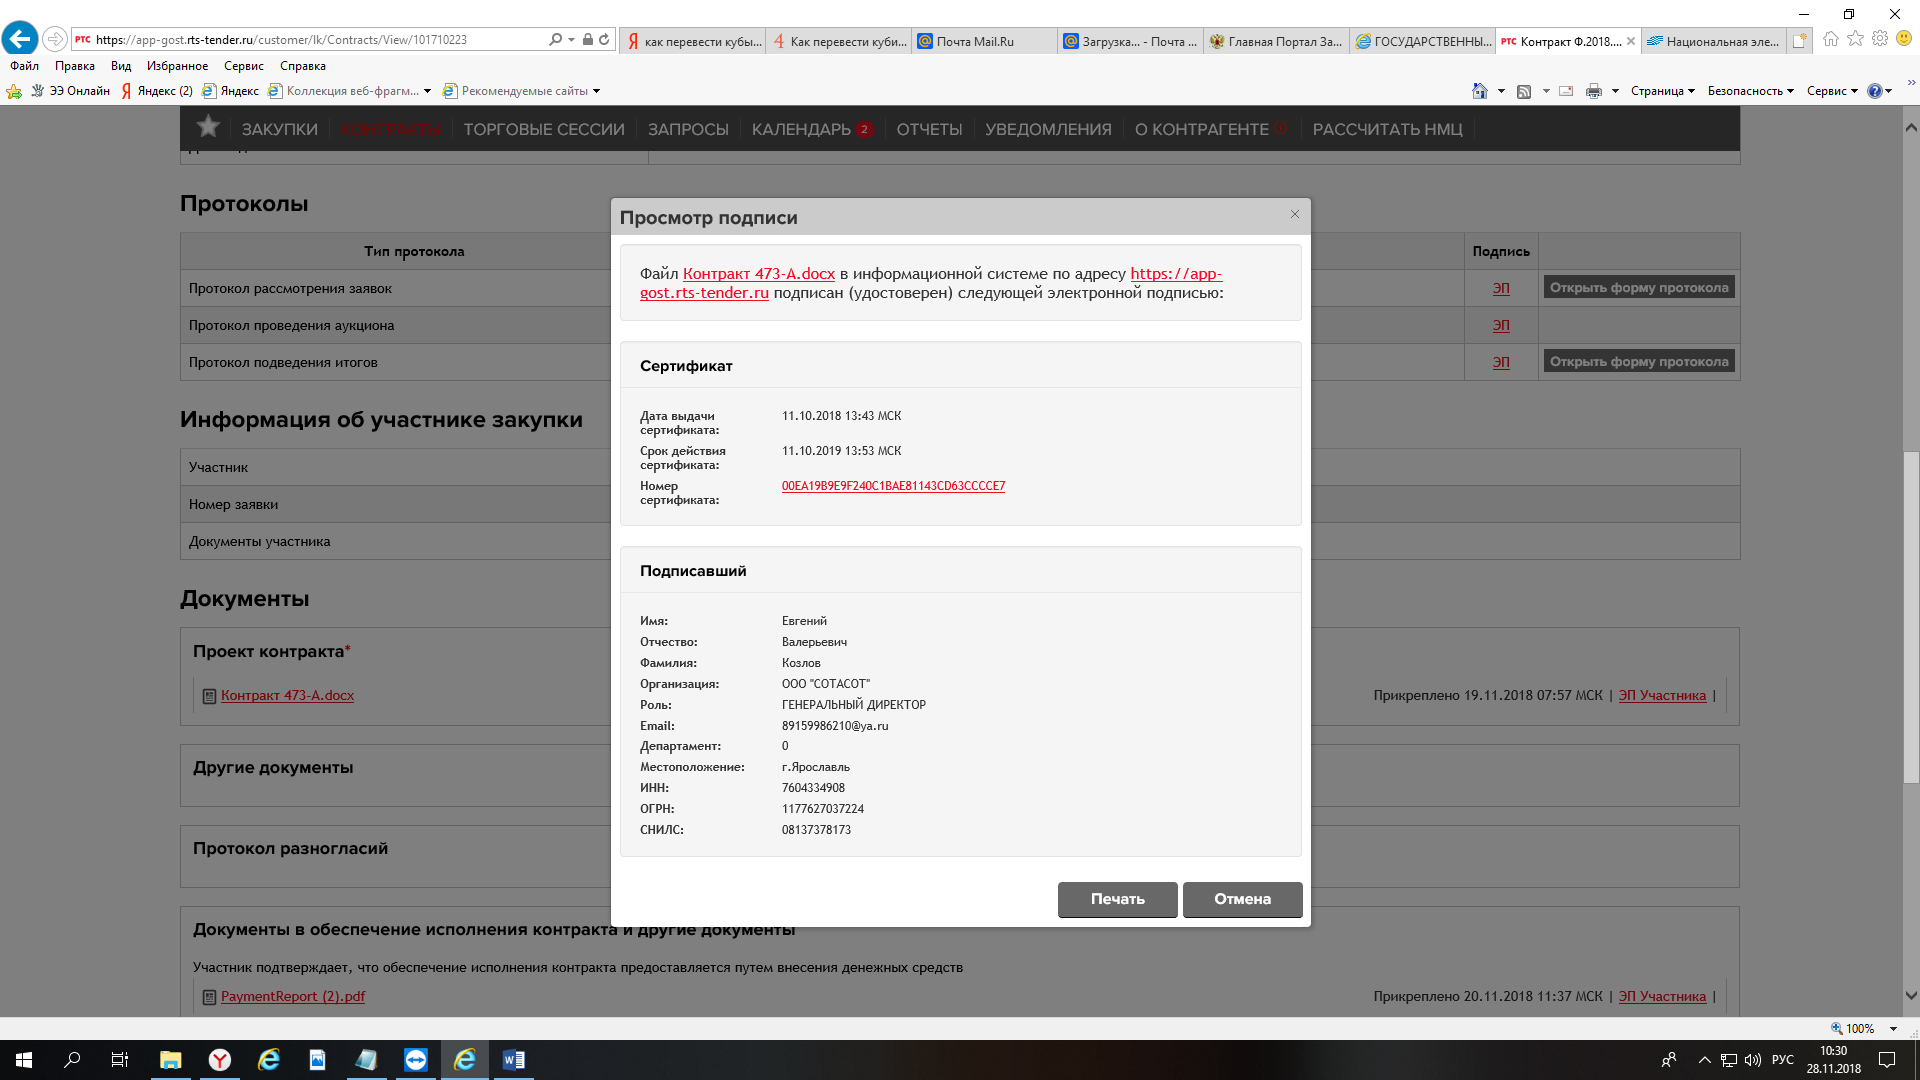 https://app-gost.rts-tender.ru/customer/lk/Contracts/View/101710223
как перевести кубы...
Как перевести куби...
Почта Mail.Ru
Загрузка... - Почта ...
Главная Портал За...
ГОСУДАРСТВЕННЫ...
РТС Контракт Ф.2018....
Национальная эле...
Файл Правка Вид Избранное Сервис Справка
ЭЭ Онлайн Яндекс (2) Яндекс Коллекция веб-фрагм... Рекомендуемые сайты
Страница Безопасность Сервис
ЗАКУПКИ КОНТРАКТЫ ТОРГОВЫЕ СЕССИИ ЗАПРОСЫ КАЛЕНДАРЬ 2 ОТЧЕТЫ УВЕДОМЛЕНИЯ О КОНТРАГЕНТЕ РАССЧИТАТЬ НМЦ
Протоколы
Тип протокола
Подпись
Протокол рассмотрения заявок
ЭП Открыть форму протокола
Протокол проведения аукциона
ЭП
Протокол подведения итогов
ЭП Открыть форму протокола
Информация об участнике закупки
Участник
Номер заявки
Документы участника
Документы
Проект контракта*
Контракт 473-А.docx
Прикреплено 19.11.2018 07:57 МСК | ЭП Участника |
Другие документы
Протокол разногласий
Документы в обеспечение исполнения контракта и другие документы
Участник подтверждает, что обеспечение исполнения контракта предоставляется путем внесения денежных средств
PaymentReport (2).pdf
Прикреплено 20.11.2018 11:37 МСК | ЭП Участника |
Просмотр подписи
Файл Контракт 473-А.docx в информационной системе по адресу https://app-
gost.rts-tender.ru подписан (удостоверен) следующей электронной подписью:
Сертификат
Дата выдачи
сертификата:
11.10.2018 13:43 МСК
Срок действия
сертификата:
11.10.2019 13:53 МСК
Номер
сертификата:
00EA19B9E9F240C1BAE81143CD63CCCCE7
Подписавший
Имя: Евгений
Отчество: Валерьевич
Фамилия: Козлов
Организация: ООО "СОТАСОТ"
Роль: ГЕНЕРАЛЬНЫЙ ДИРЕКТОР
Email: 89159986210@ya.ru
Департамент: 0
Местоположение: г.Ярославль
ИНН: 7604334908
ОГРН: 1177627037224
СНИЛС: 08137378173
Печать Отмена
100%
РУС
10:30
28.11.2018